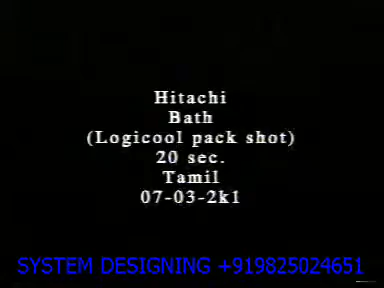 Hitachi
Bath
(Logicool pack shot)
20 sec.
Tamil
07-03-2k1
SYSTEM DESIGNING +919825024651